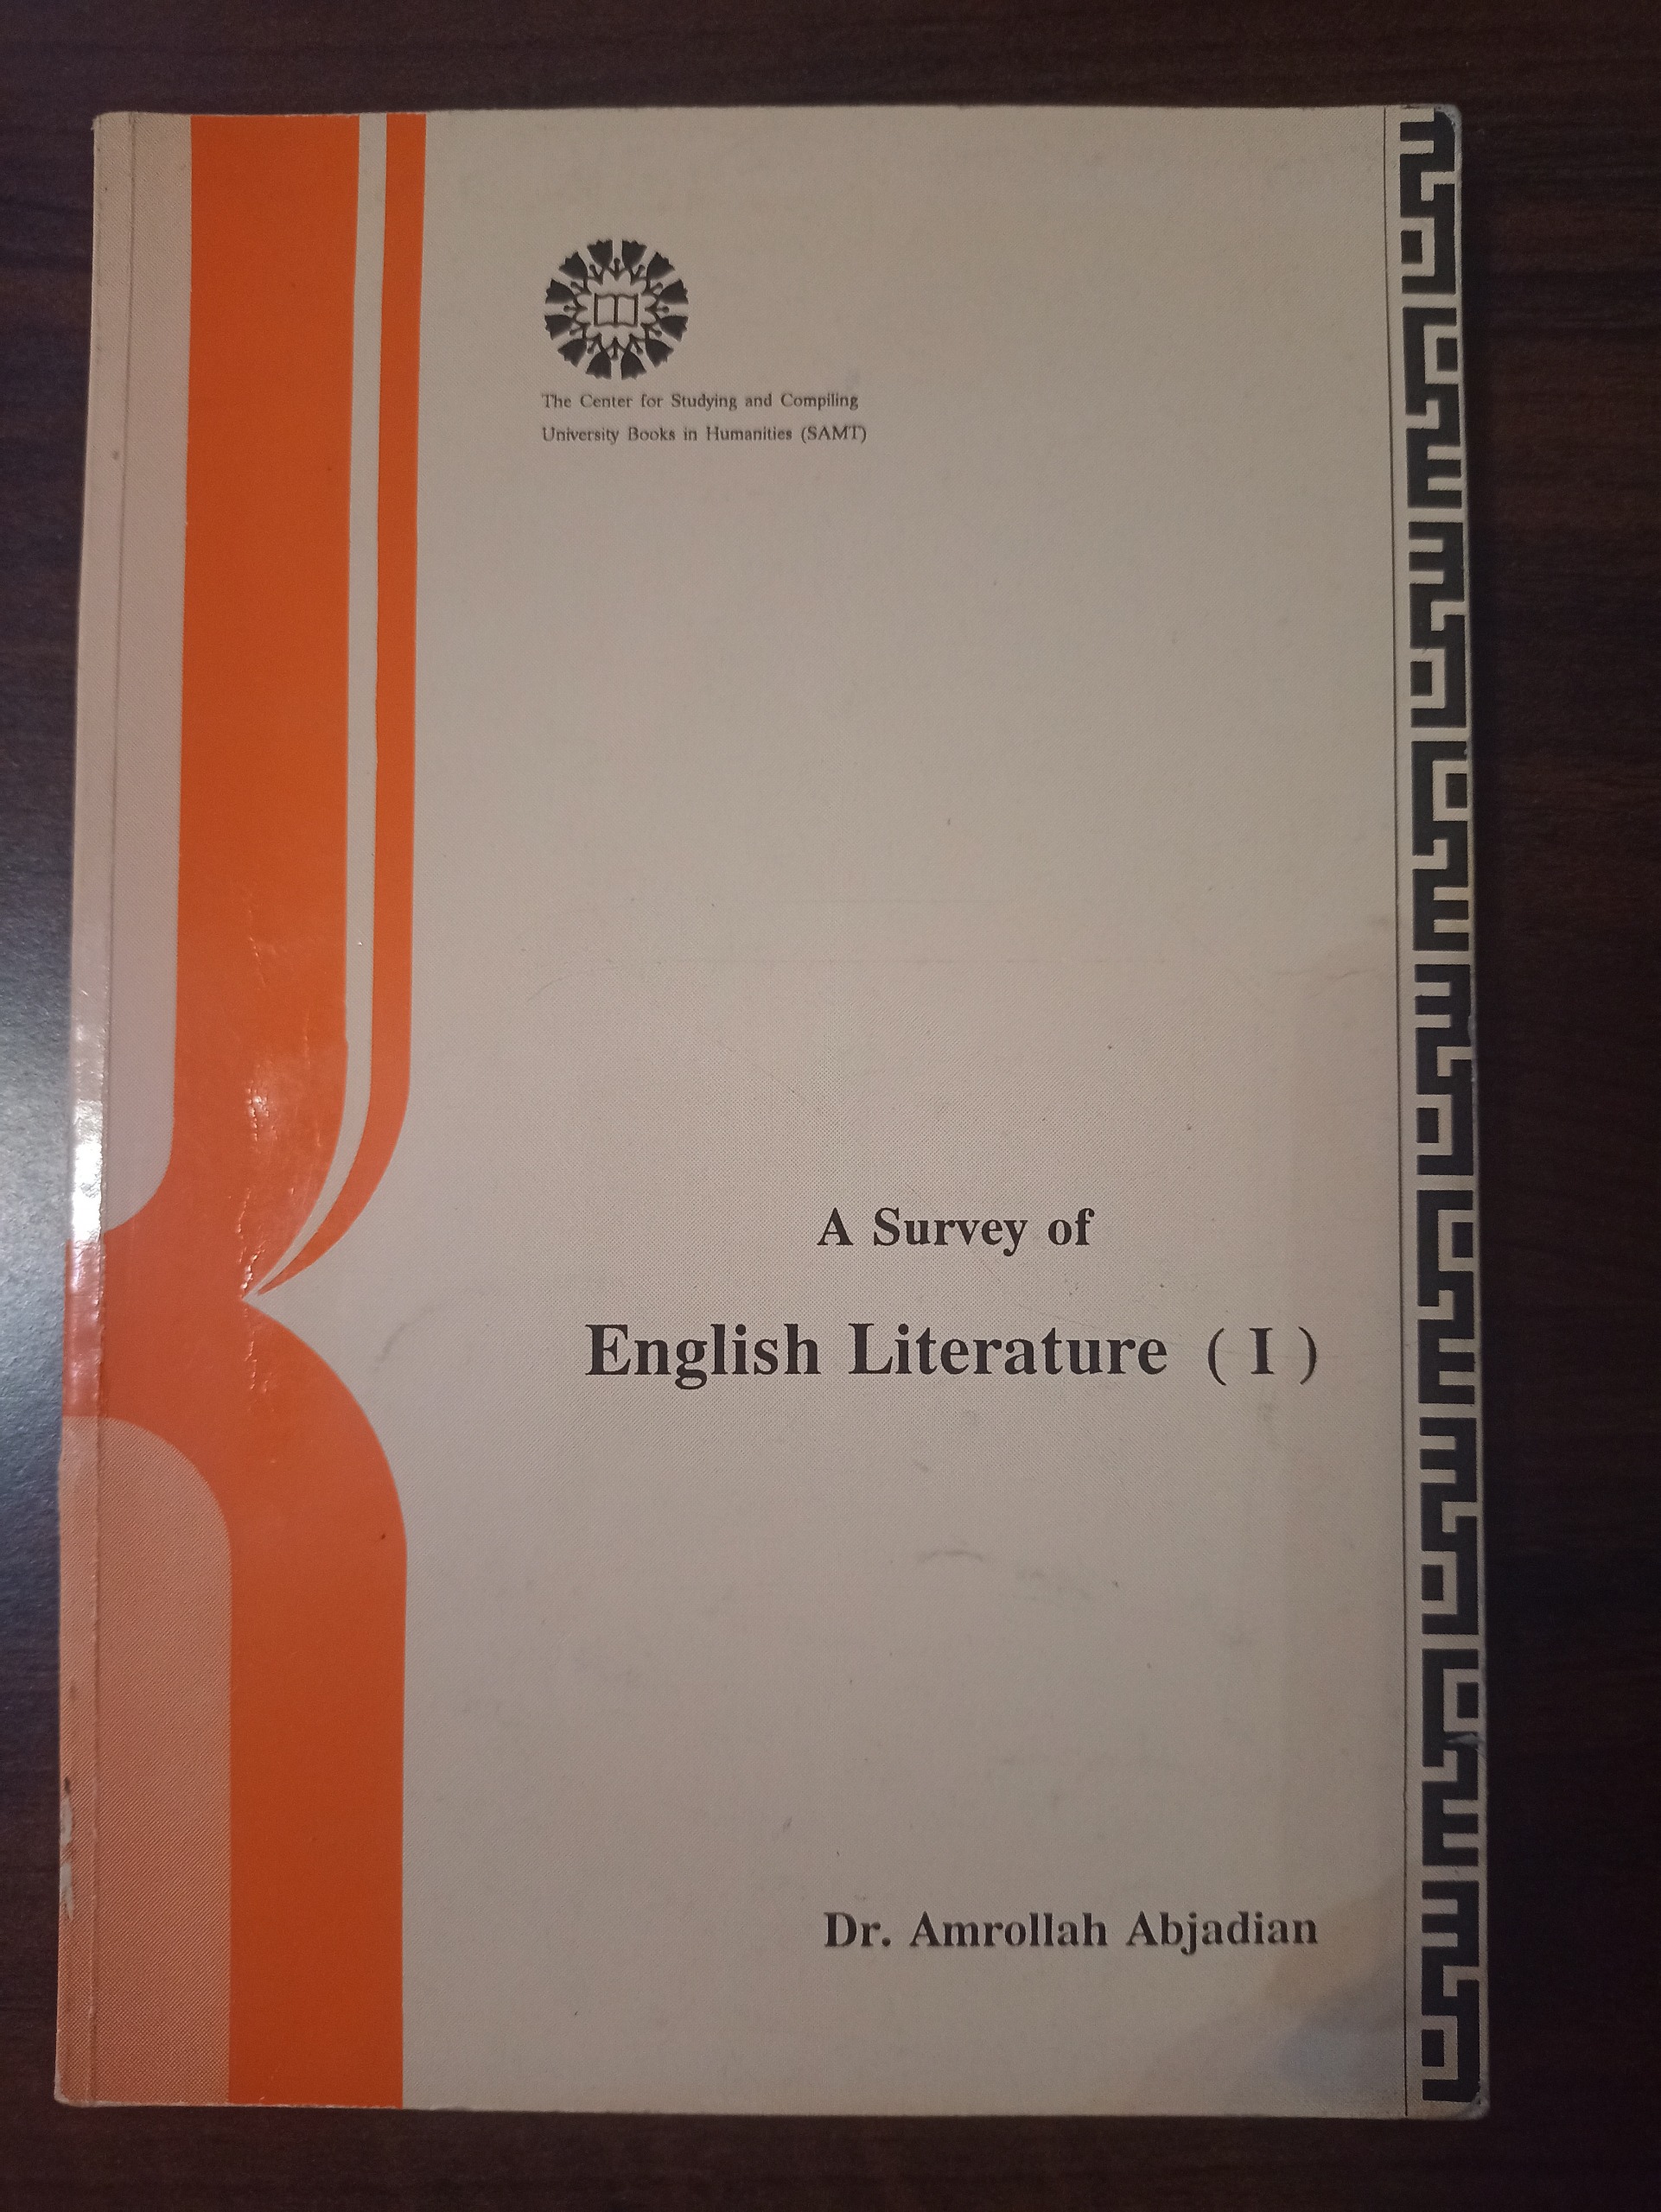 The Center for Studying and Compiling
University Books in Humanities (SAMT)
A Survey of
English Literature ( I )
Dr. Amrollah Abjadian